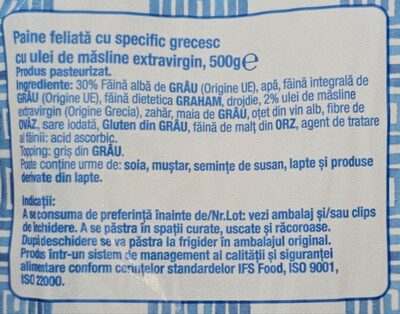 Paine feliată cu specific grecesc
cu ulei de măsline extravirgin, 500g℮
Produs pasteurizat.
Ingrediente: 30% Făină albă de GRÂU (Origine UE), apă, făină integrală de
GRÂU (Origine UE), făină dietetica GRAHAM, drojdie, 2% ulei de măsline
extravirgin (Origine Grecia), zahăr, maia de GRÂU, oțet din vin alb, fibre de
OVĂZ, sare iodată, Gluten din GRÂU, făină de malț din ORZ, agent de tratare
al făinii: acid ascorbic.
Topping: griș din GRÂU.
Poate conține urme de: soia, muștar, semințe de susan, lapte și produse
derivate din lapte.
Indicații:
A se consuma de preferință înainte de/Nr.Lot: vezi ambalaj și/sau clips
de închidere. A se păstra în spații curate, uscate și răcoroase.
După deschidere se va păstra la frigider în ambalajul original.
Produs într-un sistem de management al calității și siguranței
alimentare conform cerințelor standardelor IFS Food, ISO 9001,
ISO 22000.